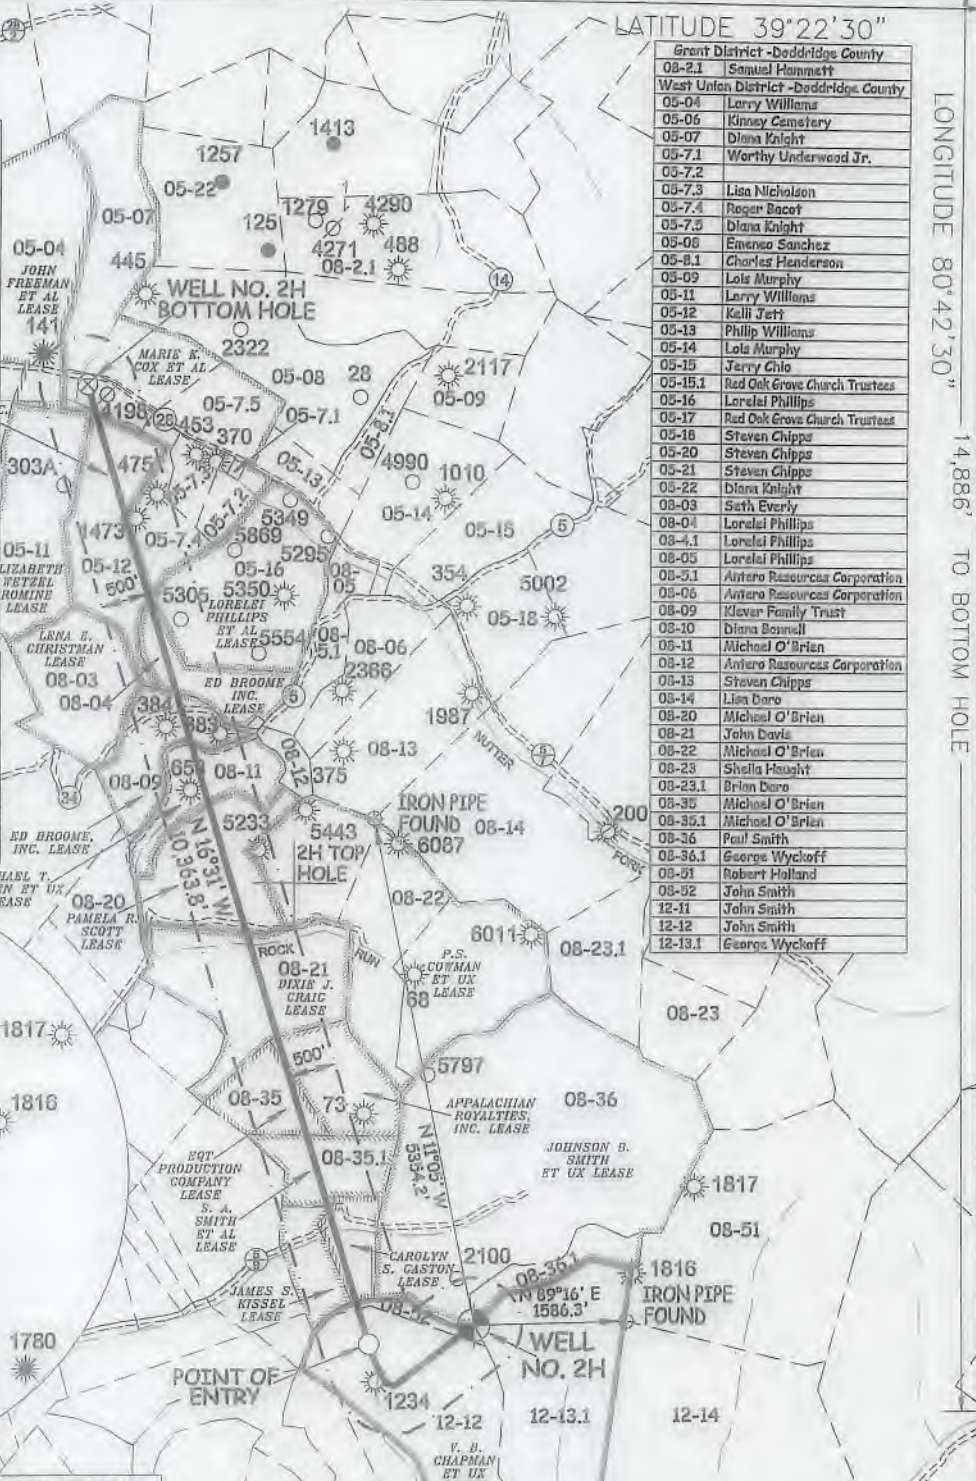 LATITUDE 39°22'30"
LONGITUDE 80°42'30"
14,886' TO BOTTOM HOLE
Grant District -Doddridge County
08-2.1 Samuel Hammett
West Union District -Doddridge County
05-04 Larry Williams
05-06 Kinney Cemetery
05-07 Diana Knight
05-7.1 Worthy Underwood Jr.
05-7.2
05-7.3 Lisa Nicholson
05-7.4 Roger Bacot
05-7.5 Diana Knight
05-08 Emenco Sanchez
05-8.1 Charles Henderson
05-09 Lois Murphy
05-11 Larry Williams
05-12 Kelli Jett
05-13 Philip Williams
05-14 Lois Murphy
05-15 Jerry Chio
05-15.1 Red Oak Grove Church Trustees
05-16 Lorelei Phillips
05-17 Red Oak Grove Church Trustees
05-18 Steven Chipps
05-20 Steven Chipps
05-21 Steven Chipps
05-22 Diana Knight
08-03 Seth Everly
08-04 Lorelei Phillips
08-4.1 Lorelei Phillips
08-05 Lorelei Phillips
08-5.1 Antero Resources Corporation
08-06 Antero Resources Corporation
08-09 Klever Family Trust
08-10 Diana Bonnell
08-11 Michael O'Brien
08-12 Antero Resources Corporation
08-13 Steven Chipps
08-14 Lisa Daro
08-20 Michael O'Brien
08-21 John Davis
08-22 Michael O'Brien
08-23 Sheila Haught
08-23.1 Brian Daro
08-35 Michael O'Brien
08-35.1 Michael O'Brien
08-36 Paul Smith
08-36.1 George Wyckoff
08-51 Robert Holland
08-52 John Smith
12-11 John Smith
12-12 John Smith
12-13.1 George Wyckoff
1413
1257
05-22
05-07
125
1279
4290
4271
488
08-2.1
14
05-04
JOHN
FREEMAN
ET AL
LEASE
141
445
WELL NO. 2H
BOTTOM HOLE
2322
MARIE K.
COX ET AL
LEASE
05-08
28
2117
05-09
05-7.5
05-7.1
05-8.1
4198
28
453
370
303A
475
05-7.3
05-7.2
05-13
4990
1010
05-14
05-15
5
1473
05-7.4
5349
5869
5295
05-11
05-12
500'
05-16
08-
05
354
5002
05-18
5305
5350
LORELEI
PHILLIPS
ET AL
LEASE
5554
08-
5.1
08-06
2366
ROMINE
LEASE
LENA E.
CHRISTMAN
LEASE
08-03
08-04
ED BROOME
INC.
LEASE
5
1987
NUTTER
FORK
384
383
08-12
08-13
375
34
08-09
659
08-11
ED BROOME,
INC. LEASE
5233
5443
2H TOP
HOLE
IRON PIPE
FOUND
6087
08-14
200
N 16°31' W
10,363.8'
08-20
PAMELA R.
SCOTT
LEASE
08-22
6011
08-23.1
ROCK
RUN
08-21
DIXIE J.
CRAIG
LEASE
P.S.
COWMAN
ET UX
LEASE
68
08-23
1817
1816
500'
5797
08-35
73
APPALACHIAN
ROYALTIES,
INC. LEASE
08-36
N 11°05' W
5354.2'
JOHNSON B.
SMITH
ET UX LEASE
EQT
PRODUCTION
COMPANY
LEASE
08-35.1
S. A.
SMITH
ET AL
LEASE
1817
08-51
CAROLYN
S. GASTON
LEASE
2100
08-36.1
1816
IRON PIPE
FOUND
N 89°16' E
1586.3'
JAMES S.
KISSEL
LEASE
08-52
WELL
NO. 2H
1780
POINT OF
ENTRY
1234
12-12
12-13.1
12-14
V. B.
CHAPMAN
ET UX